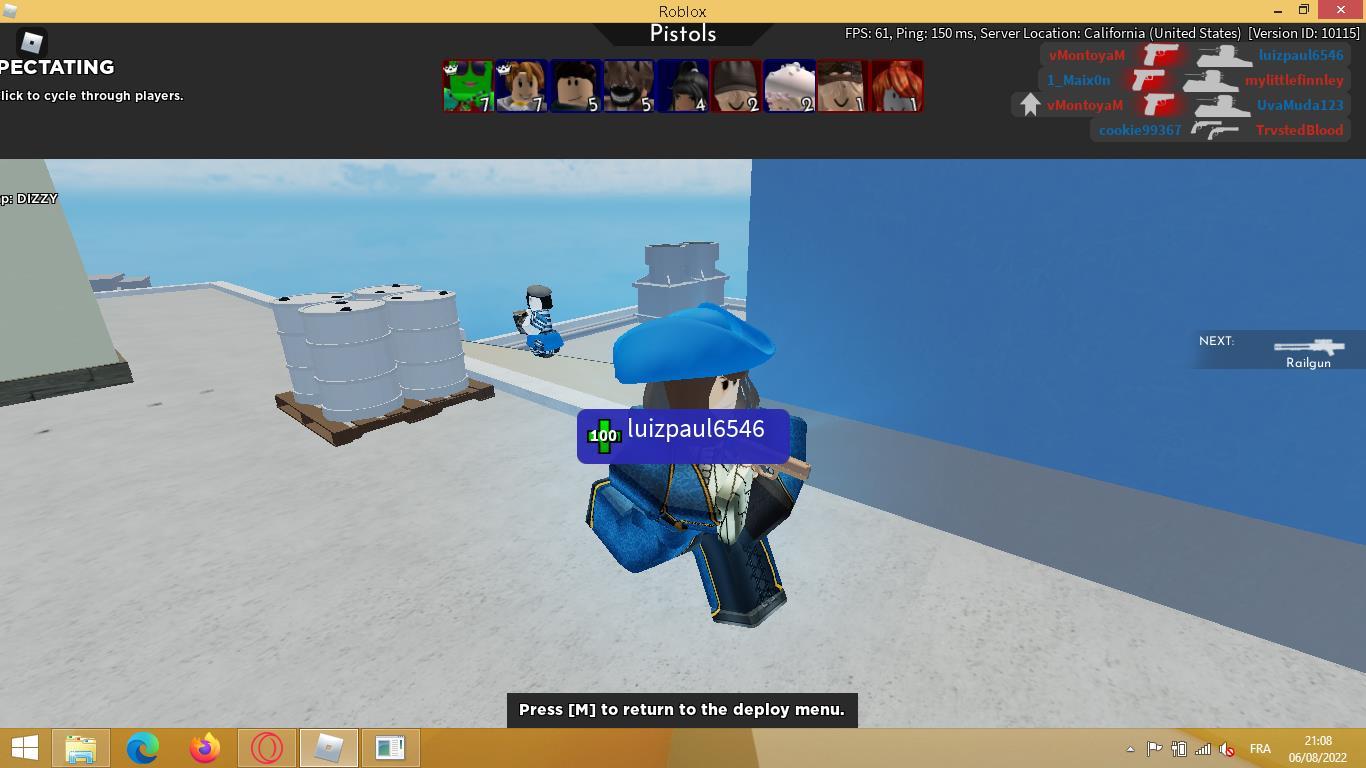 Roblox
Pistols
FPS: 61, Ping: 150 ms, Server Location: California (United States) [Version ID: 10115]
PECTATING
lick to cycle through players.
7 7 5 5 4 2 2 1 1
vMontoyaM luizpaul6546
1_Maix0n mylittlefinnley
vMontoyaM UvaMuda123
cookie99367 TrvstedBlood
p: DIZZY
NEXT:
Railgun
100 luizpaul6546
Press [M] to return to the deploy menu.
FRA
21:08
06/08/2022